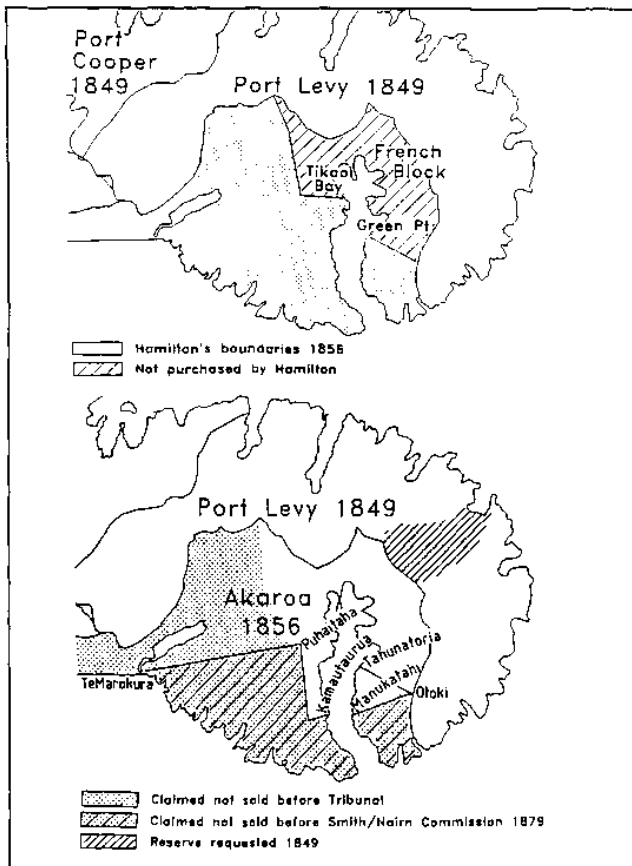 Port
Cooper
1849
Port Levy 1849
French
Block
Tikao
Bay
Green Pt
Hamilton's boundaries 1856
Not purchased by Hamilton
Port Levy 1849
Akaroa
1856
Puhaitaha
Kamautaurua
Tahunatoria
Manukatahi
Otoki
TeMarokura
Claimed not sold before Tribunal
Claimed not sold before Smith/Nairn Commission 1879
Reserve requested 1849